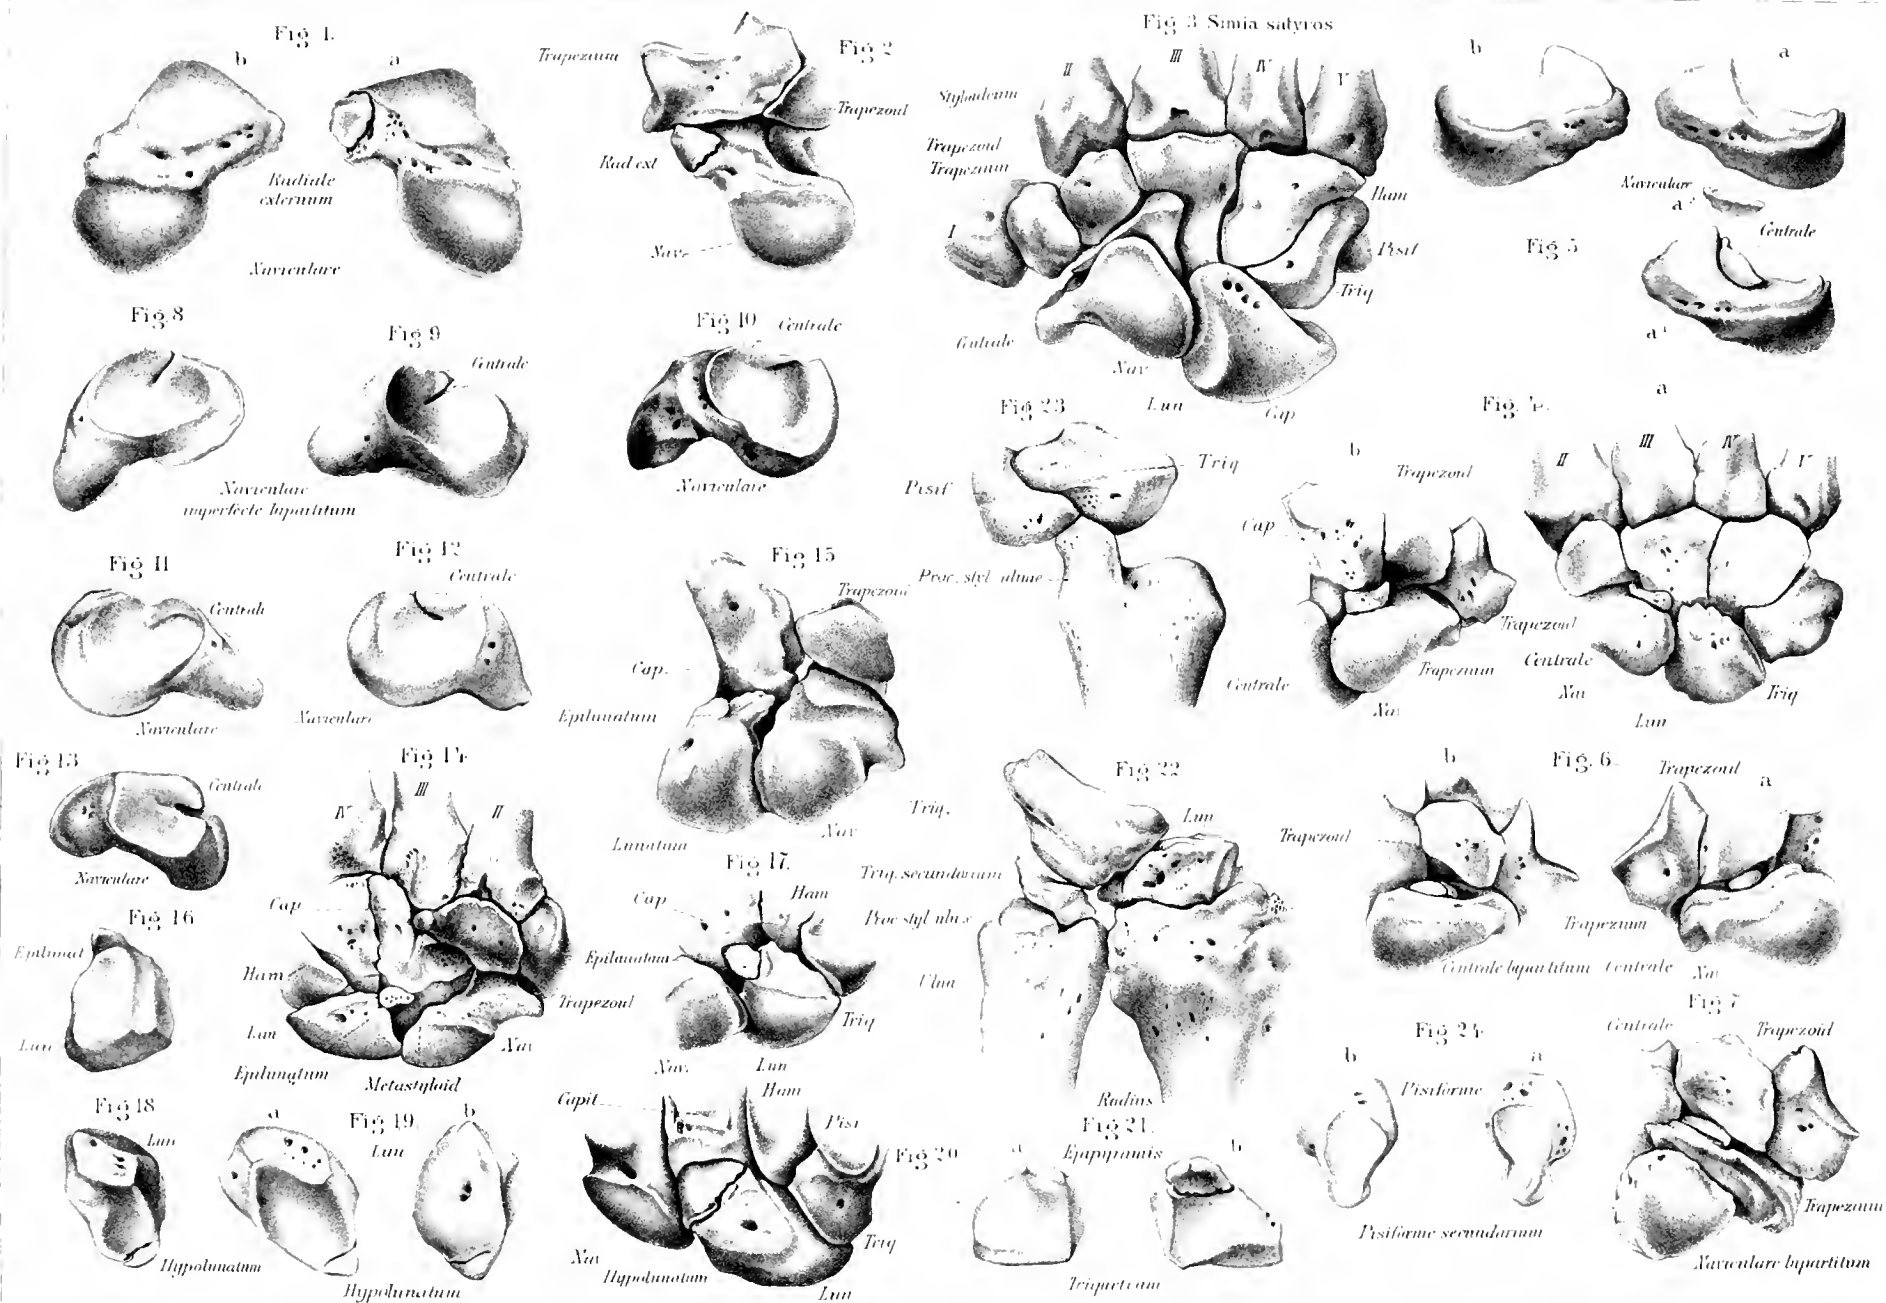 Fig 1.
b
a
Radiale
externum
Naviculare
Fig 2
Trapezium
Trapezoid
Rad ext
Nav.
Fig 3 Simia satyros
II
III
IV
V
Styloideum
Trapezoid
Trapezium
I
Ham
Pisif
Triq
Centrale
Nav
Lun
Cap
b
a
Naviculare
a²
Centrale
Fig 5
a¹
Fig 8
Fig 9
Centrale
Naviculare
imperfecte bipartitum
Fig 10
Centrale
Naviculare
Fig 23
Triq
Pisif
Proc. styl ulnae
Fig. 4.
a
b
II
III
IV
V
Trapezoid
Cap
Trapezoid
Trapezium
Centrale
Centrale
Nav
Nav
Triq
Lun
Fig 11
Centrale
Naviculare
Fig 12
Centrale
Naviculare
Fig 15
Trapezoid
Cap.
Epilunatum
Lunatum
Nav
Fig 13
Centrale
Naviculare
Fig 14
IV
III
II
Cap
Ham
Lun
Trapezoid
Nav
Epilunatum
Metastyloid
Fig 16
Epilunat
Lun
Fig 17.
Cap
Ham
Epilunatum
Triq
Nav.
Lun
Fig 22
Triq.
Lun
Triq. secundarium
Proc styl ulnae
Ulna
Radius
Fig. 6.
b
a
Trapezoid
Trapezoid
Trapezium
Centrale bipartitum
Centrale
Nav
Fig 7
Centrale
Trapezoid
Trapezium
Naviculare bipartitum
Fig 18
Lun
Hypolunatum
Fig 19.
a
b
Lun
Hypolunatum
Fig 20
Capit
Ham
Pisi
Triq
Nav
Hypolunatum
Lun
Fig 21.
a
b
Epipyramis
Triquetrum
Fig 24
b
a
Pisiforme
Pisiforme secundarium